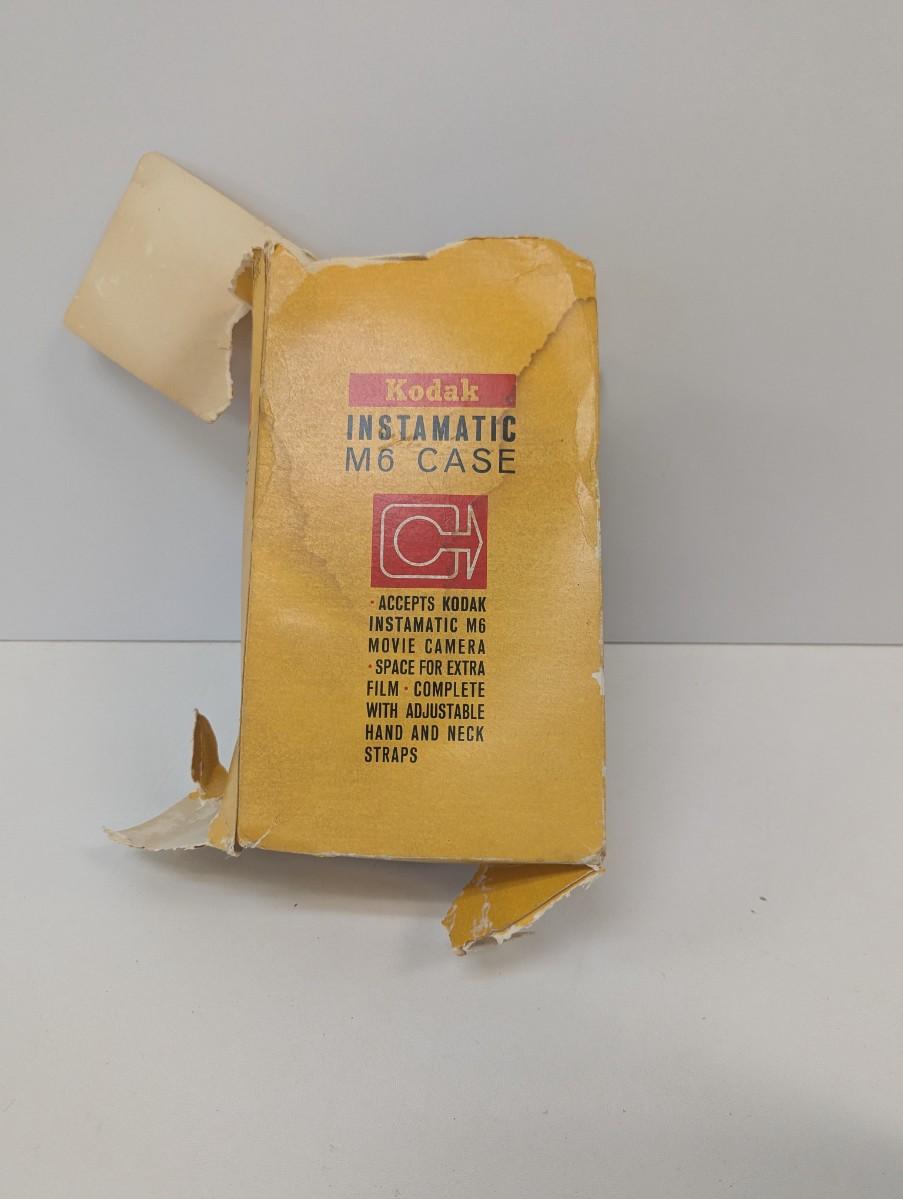 Kodak
INSTAMATIC
M6 CASE
· ACCEPTS KODAK
INSTAMATIC M6
MOVIE CAMERA
· SPACE FOR EXTRA
FILM · COMPLETE
WITH ADJUSTABLE
HAND AND NECK
STRAPS